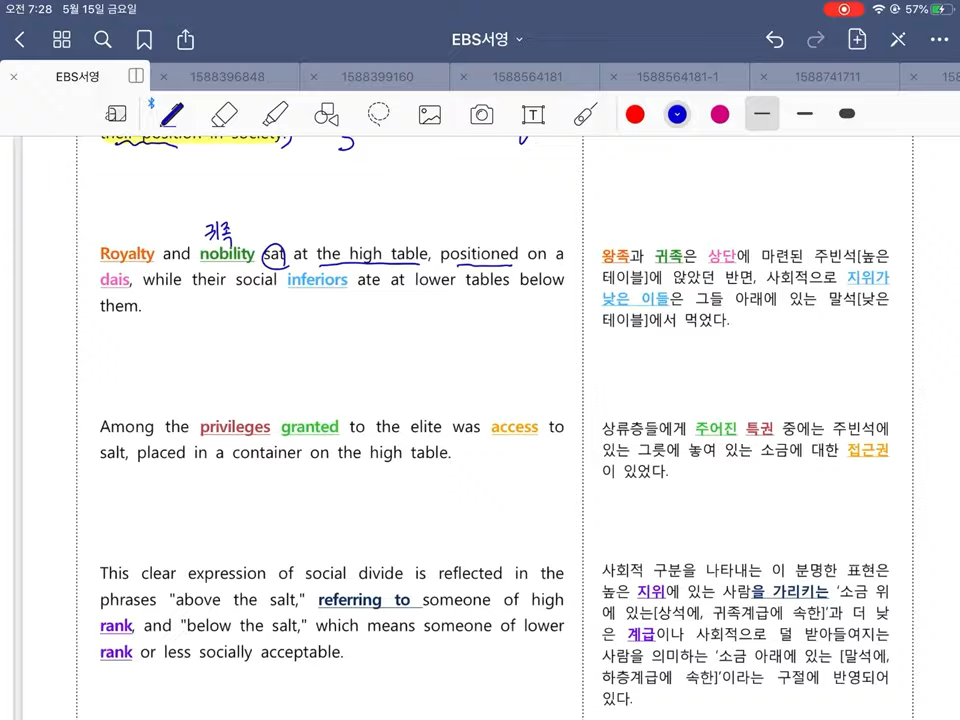 오전 7:28 5월 15일 금요일
57%
EBS서영
EBS서영
1588396848
1588399160
1588564181
1588564181-1
1588741711
158
their position in society,
귀족
Royalty and nobility sat at the high table, positioned on a
dais, while their social inferiors ate at lower tables below
them.
왕족과 귀족은 상단에 마련된 주빈석[높은
테이블]에 앉았던 반면, 사회적으로 지위가
낮은 이들은 그들 아래에 있는 말석[낮은
테이블]에서 먹었다.
Among the privileges granted to the elite was access to
salt, placed in a container on the high table.
상류층들에게 주어진 특권 중에는 주빈석에
있는 그릇에 놓여 있는 소금에 대한 접근권
이 있었다.
This clear expression of social divide is reflected in the
phrases "above the salt," referring to someone of high
rank, and "below the salt," which means someone of lower
rank or less socially acceptable.
사회적 구분을 나타내는 이 분명한 표현은
높은 지위에 있는 사람을 가리키는 ‘소금 위
에 있는[상석에, 귀족계급에 속한]’과 더 낮
은 계급이나 사회적으로 덜 받아들여지는
사람을 의미하는 ‘소금 아래에 있는 [말석에,
하층계급에 속한]’이라는 구절에 반영되어
있다.